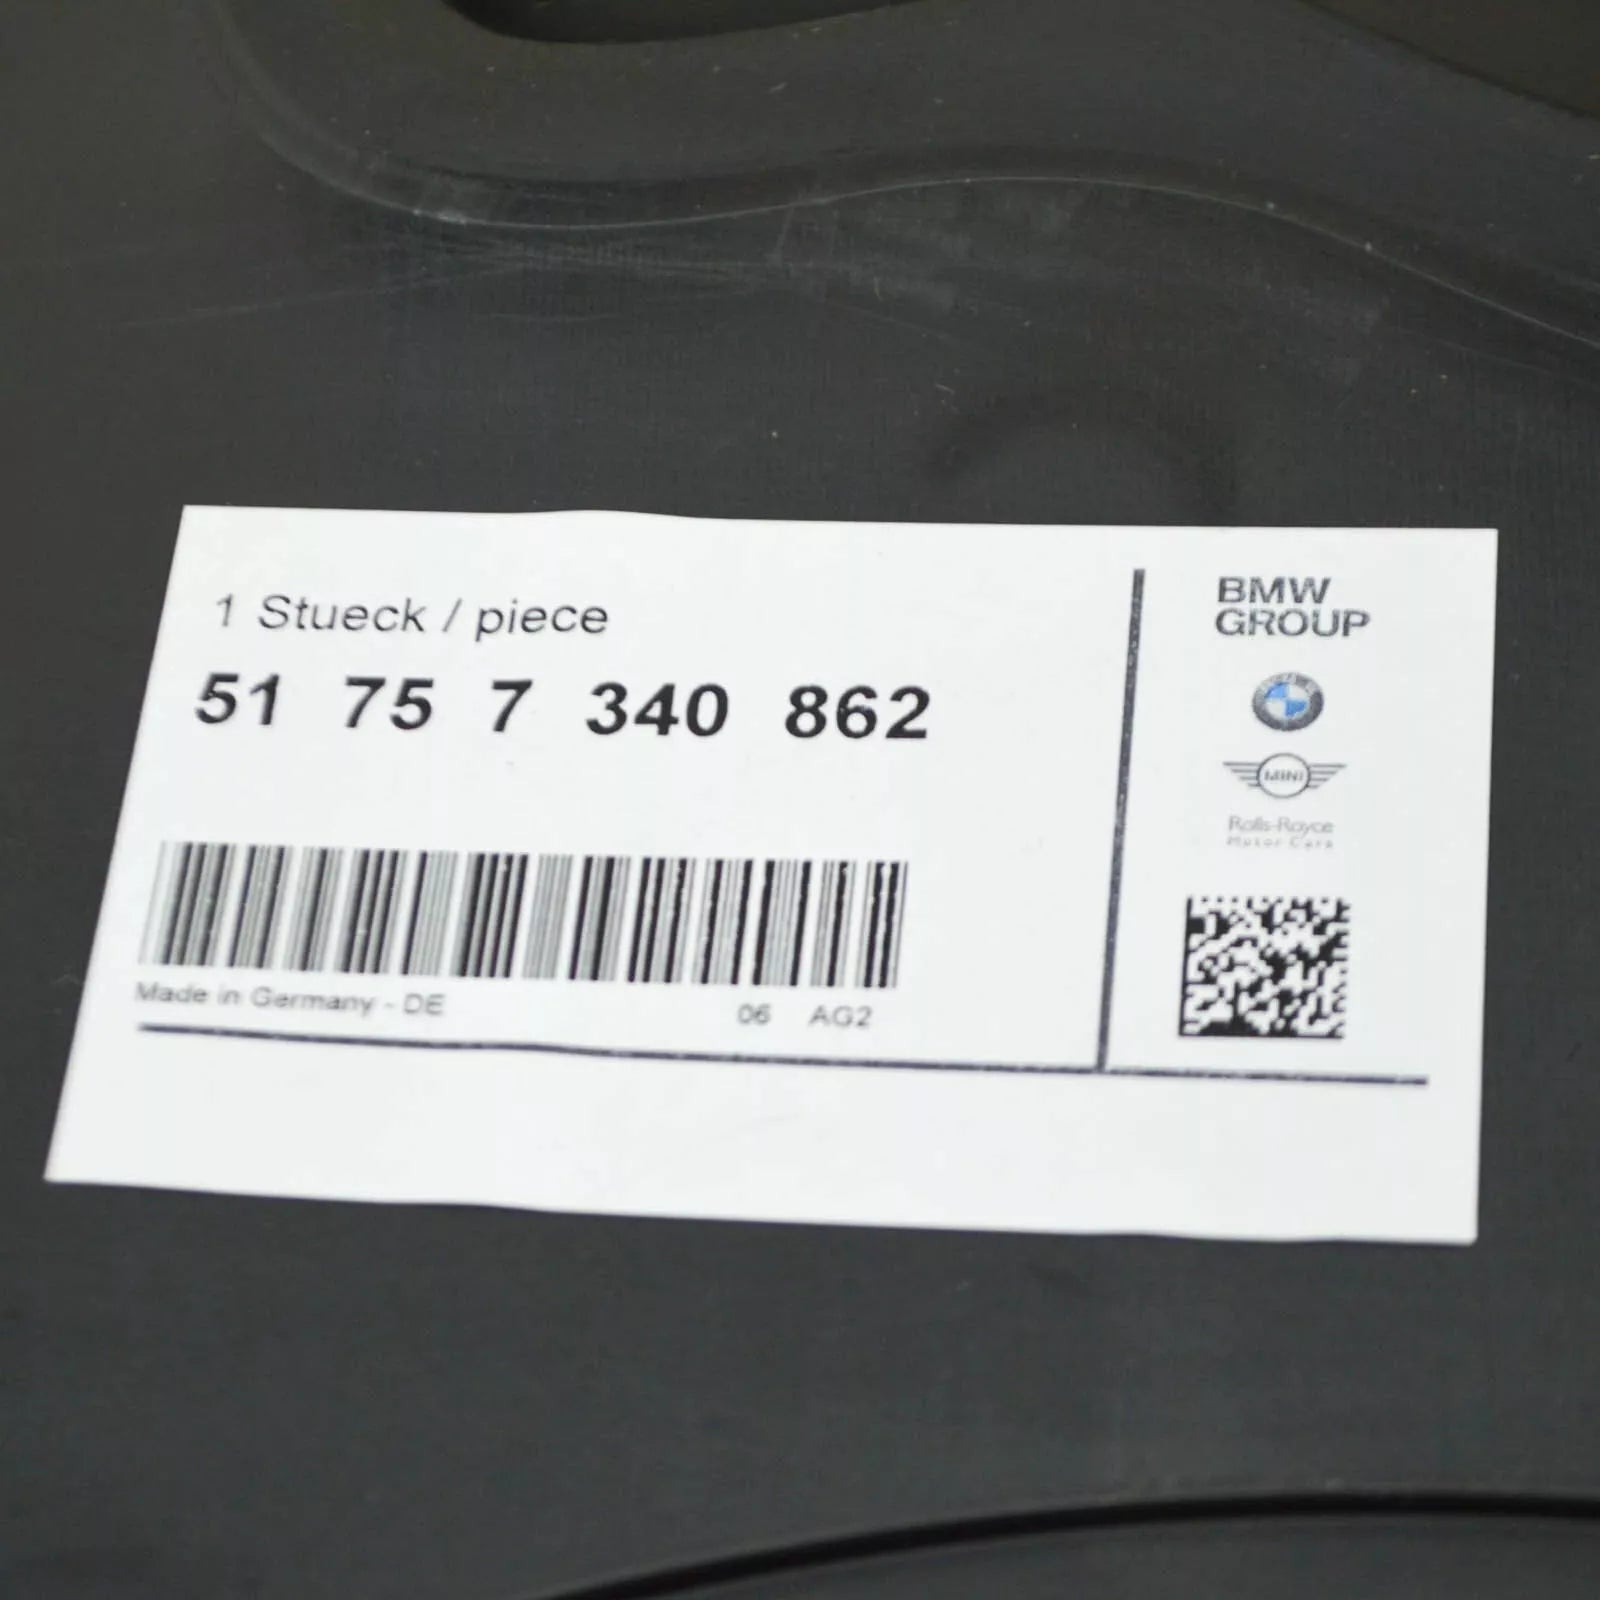 1 Stueck / piece
51 75 7 340 862
Made in Germany - DE 06 AG2
BMW
GROUP
MINI
Rolls-Royce
Motor Cars